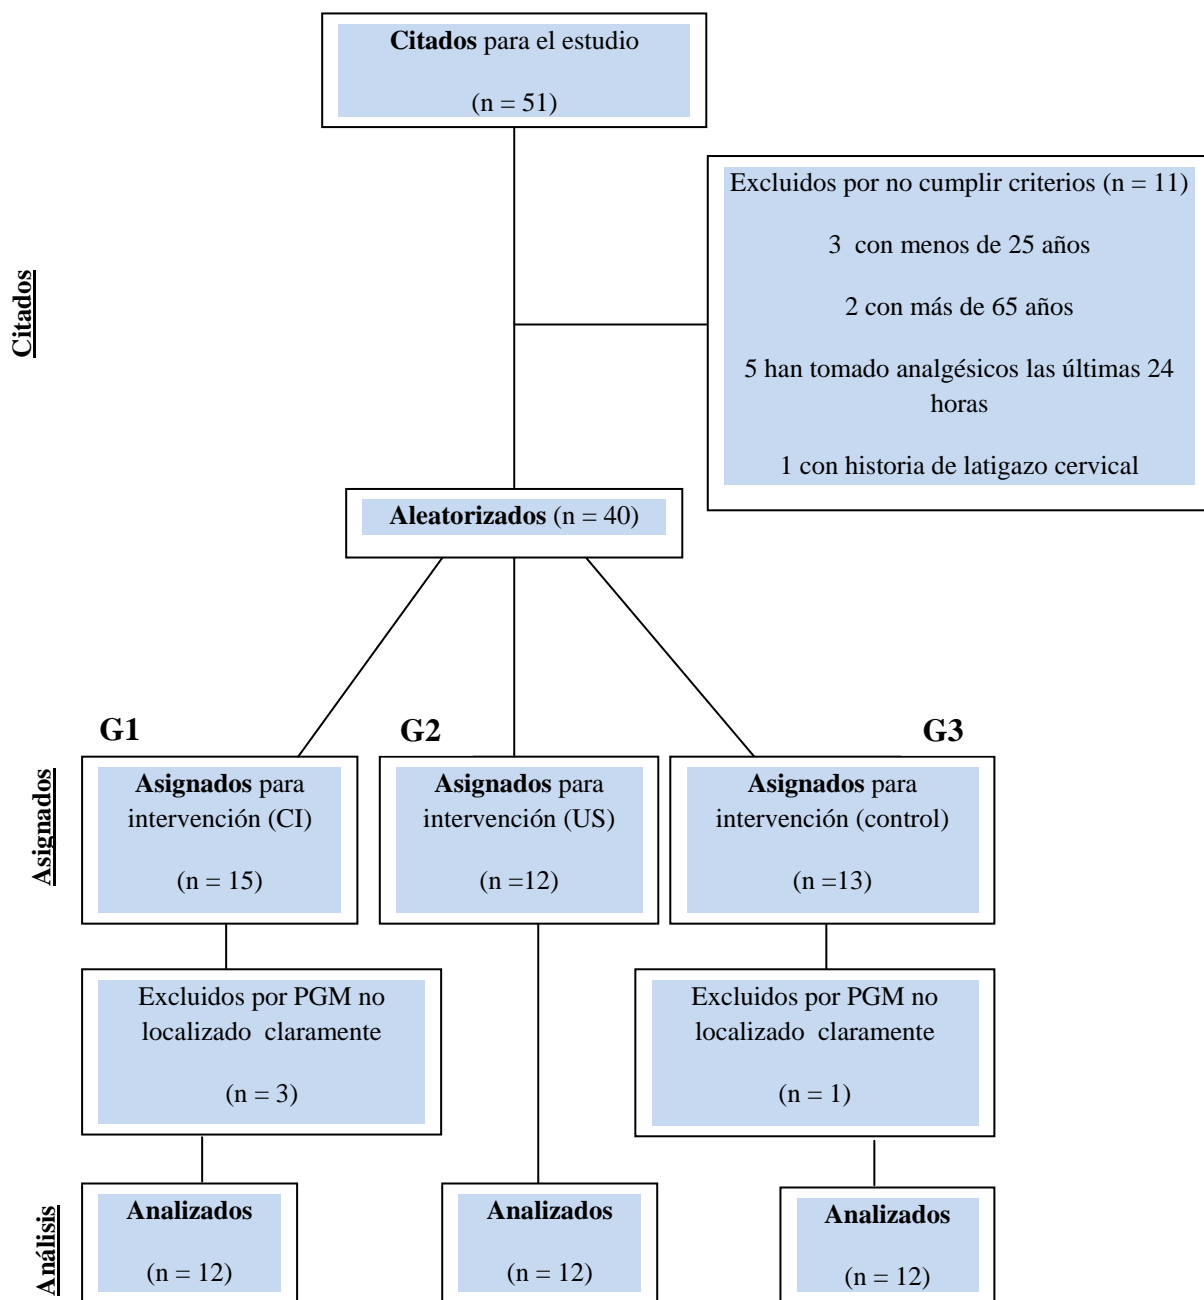 Citados para el estudio
(n = 51)
Citados
Excluidos por no cumplir criterios (n = 11)
3 con menos de 25 años
2 con más de 65 años
5 han tomado analgésicos las últimas 24
horas
1 con historia de latigazo cervical
Aleatorizados (n = 40)
Asignados
G1
Asignados para
intervención (CI)
(n = 15)
G2
Asignados para
intervención (US)
(n =12)
G3
Asignados para
intervención (control)
(n =13)
Excluidos por PGM no
localizado claramente
(n = 3)
Excluidos por PGM no
localizado claramente
(n = 1)
Análisis
Analizados
(n = 12)
Analizados
(n = 12)
Analizados
(n = 12)